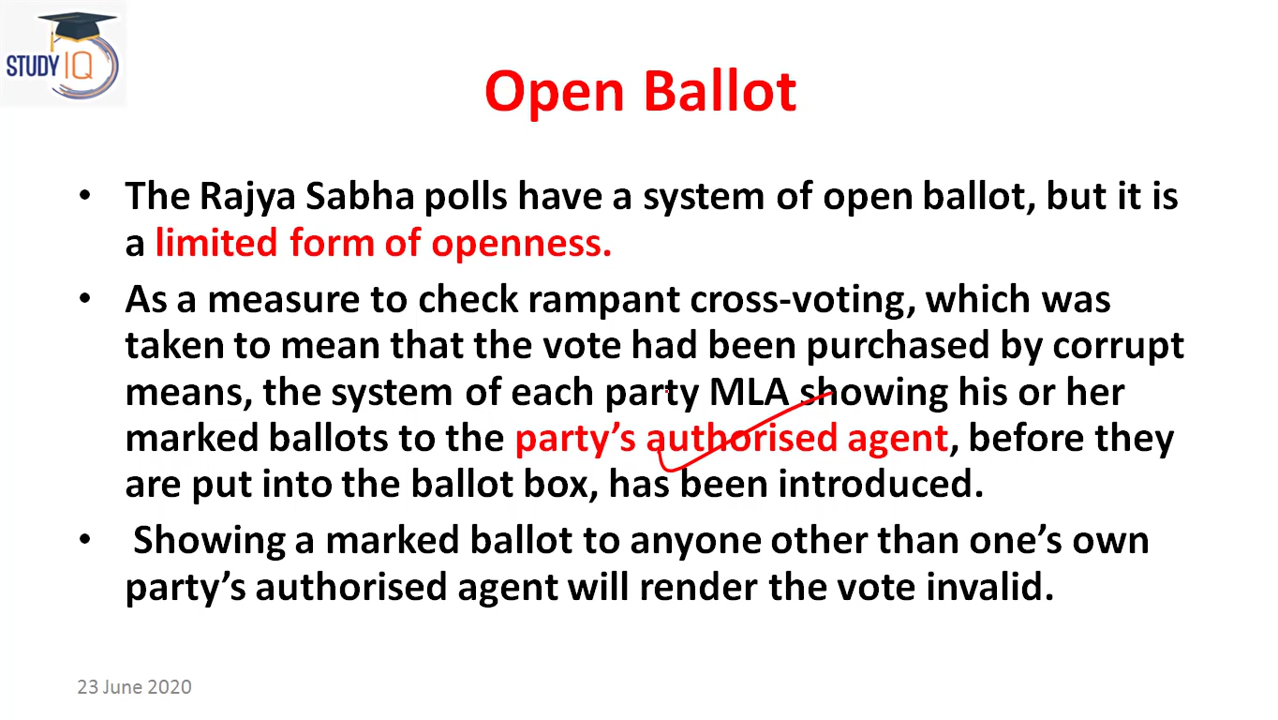 STUDY IQ
Open Ballot
• The Rajya Sabha polls have a system of open ballot, but it is
a limited form of openness.
• As a measure to check rampant cross-voting, which was
taken to mean that the vote had been purchased by corrupt
means, the system of each party MLA showing his or her
marked ballots to the party’s authorised agent, before they
are put into the ballot box, has been introduced.
• Showing a marked ballot to anyone other than one’s own
party’s authorised agent will render the vote invalid.
23 June 2020